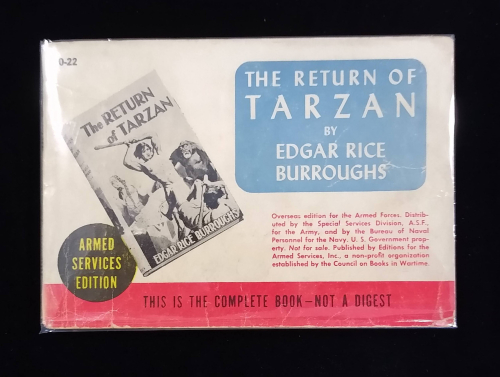 0-22
The RETURN
of TARZAN
EDGAR RICE BURROUGHS
THE RETURN OF
TARZAN
BY
EDGAR RICE
BURROUGHS
Overseas edition for the Armed Forces. Distrib-
uted by the Special Services Division, A.S.F.,
for the Army, and by the Bureau of Naval
Personnel for the Navy. U. S. Government prop-
erty. Not for sale. Published by Editions for the
Armed Services, Inc., a non-profit organization
established by the Council on Books in Wartime.
ARMED
SERVICES
EDITION
THIS IS THE COMPLETE BOOK—NOT A DIGEST